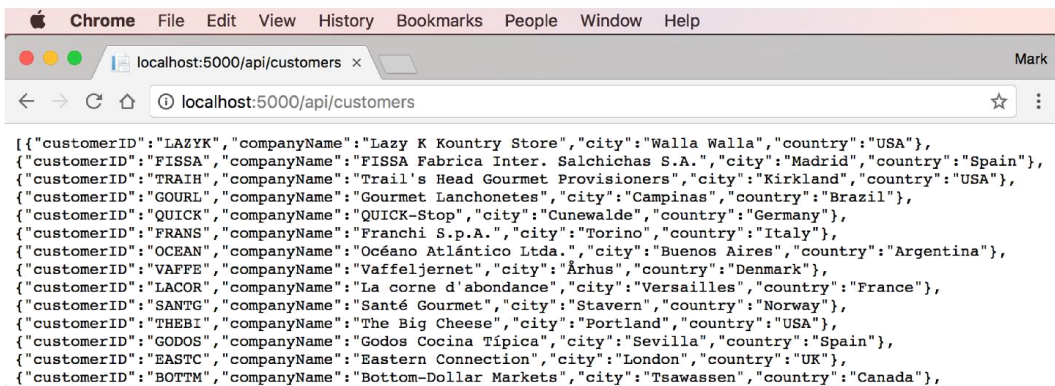 Chrome File Edit View History Bookmarks People Window Help
localhost:5000/api/customers × Mark
localhost:5000/api/customers
[{"customerID":"LAZYK","companyName":"Lazy K Kountry Store","city":"Walla Walla","country":"USA"},
{"customerID":"FISSA","companyName":"FISSA Fabrica Inter. Salchichas S.A.","city":"Madrid","country":"Spain"},
{"customerID":"TRAIH","companyName":"Trail's Head Gourmet Provisioners","city":"Kirkland","country":"USA"},
{"customerID":"GOURL","companyName":"Gourmet Lanchonetes","city":"Campinas","country":"Brazil"},
{"customerID":"QUICK","companyName":"QUICK-Stop","city":"Cunewalde","country":"Germany"},
{"customerID":"FRANS","companyName":"Franchi S.p.A.","city":"Torino","country":"Italy"},
{"customerID":"OCEAN","companyName":"Océano Atlántico Ltda.","city":"Buenos Aires","country":"Argentina"},
{"customerID":"VAFFE","companyName":"Vaffeljernet","city":"Århus","country":"Denmark"},
{"customerID":"LACOR","companyName":"La corne d'abondance","city":"Versailles","country":"France"},
{"customerID":"SANTG","companyName":"Santé Gourmet","city":"Stavern","country":"Norway"},
{"customerID":"THEBI","companyName":"The Big Cheese","city":"Portland","country":"USA"},
{"customerID":"GODOS","companyName":"Godos Cocina Típica","city":"Sevilla","country":"Spain"},
{"customerID":"EASTC","companyName":"Eastern Connection","city":"London","country":"UK"},
{"customerID":"BOTTM","companyName":"Bottom-Dollar Markets","city":"Tsawassen","country":"Canada"},